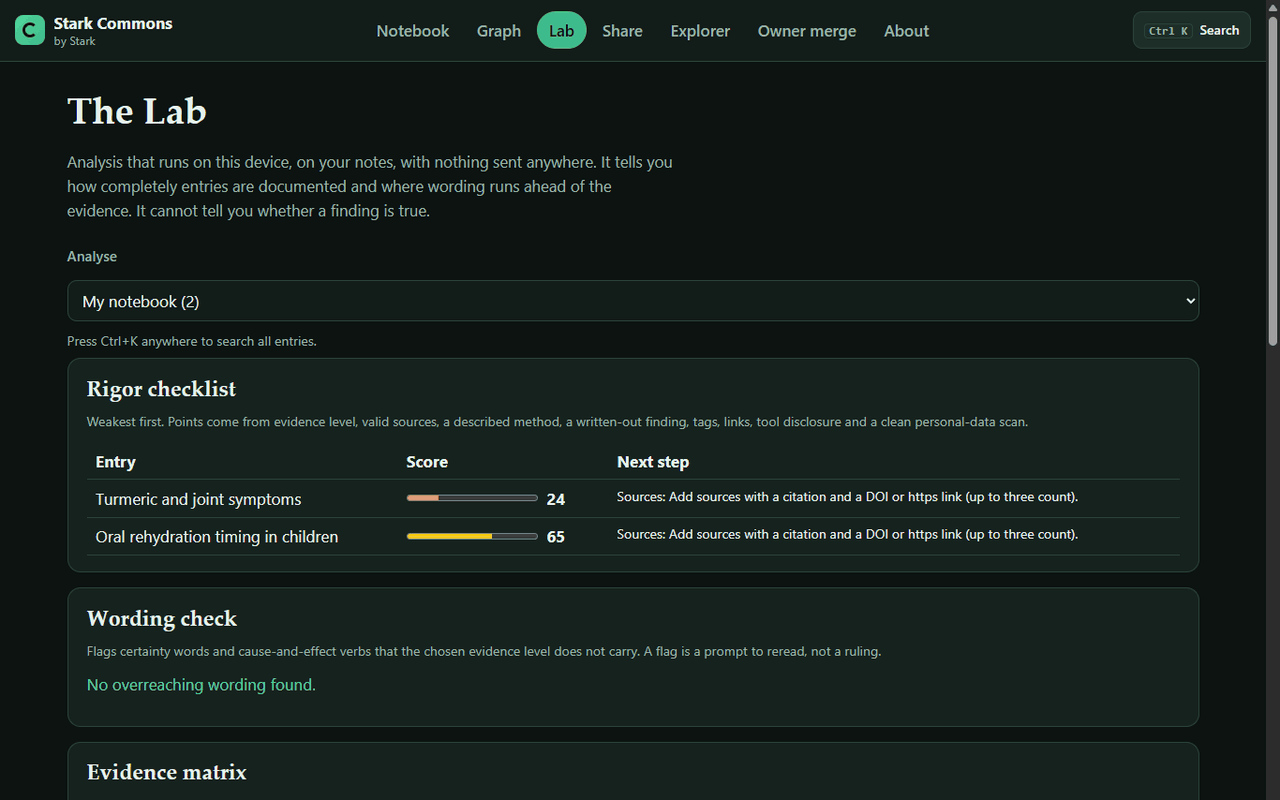 C
Stark Commons
by Stark
Notebook
Graph
Lab
Share
Explorer
Owner merge
About
Ctrl K Search
The Lab
Analysis that runs on this device, on your notes, with nothing sent anywhere. It tells you
how completely entries are documented and where wording runs ahead of the
evidence. It cannot tell you whether a finding is true.
Analyse
My notebook (2)
Press Ctrl+K anywhere to search all entries.
Rigor checklist
Weakest first. Points come from evidence level, valid sources, a described method, a written-out finding, tags, links, tool disclosure and a clean personal-data scan.
Entry Score Next step
Turmeric and joint symptoms 24 Sources: Add sources with a citation and a DOI or https link (up to three count).
Oral rehydration timing in children 65 Sources: Add sources with a citation and a DOI or https link (up to three count).
Wording check
Flags certainty words and cause-and-effect verbs that the chosen evidence level does not carry. A flag is a prompt to reread, not a ruling.
No overreaching wording found.
Evidence matrix